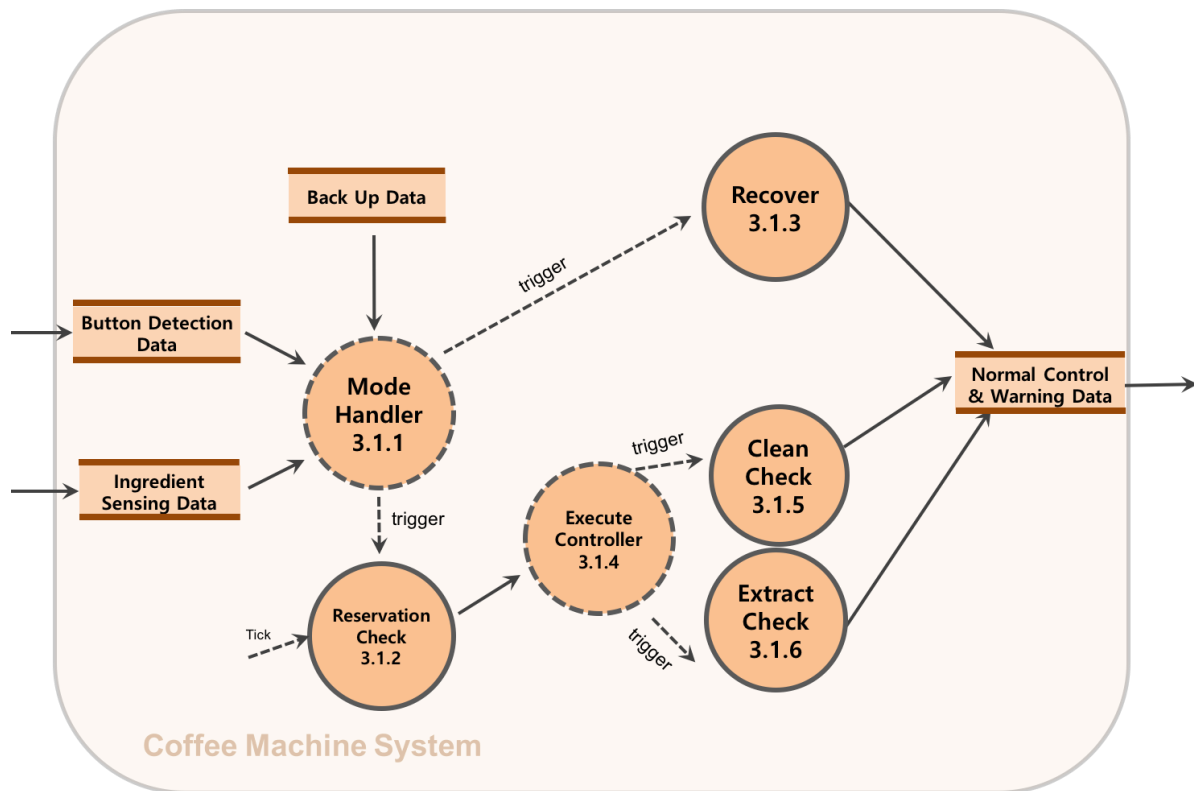 Back Up Data
Recover
3.1.3
trigger
Button Detection
Data
Mode
Handler
3.1.1
Normal Control
& Warning Data
Ingredient
Sensing Data
trigger
trigger
Clean
Check
3.1.5
Execute
Controller
3.1.4
Extract
Check
3.1.6
Reservation
Check
3.1.2
Tick
trigger
Coffee Machine System